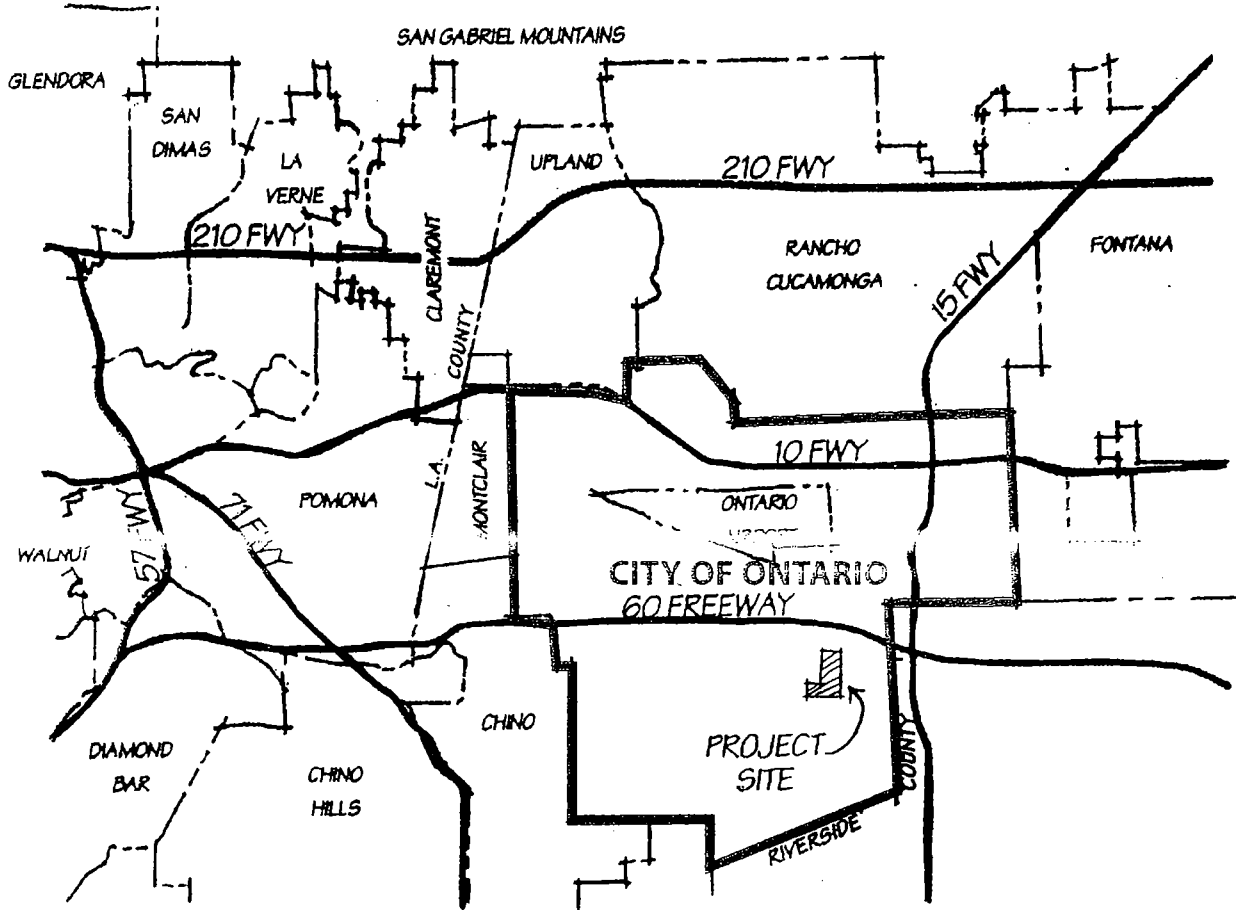 SAN GABRIEL MOUNTAINS
GLENDORA
SAN
DIMAS
LA
VERNE
UPLAND
210 FWY
210 FWY
CLAREMONT
RANCHO
CUCAMONGA
FONTANA
15 FWY
L.A. COUNTY
10 FWY
MONTCLAIR
POMONA
ONTARIO
57 FWY
71 FWY
WALNUT
CITY OF ONTARIO
60 FREEWAY
CHINO
PROJECT
SITE
DIAMOND
BAR
CHINO
HILLS
RIVERSIDE COUNTY